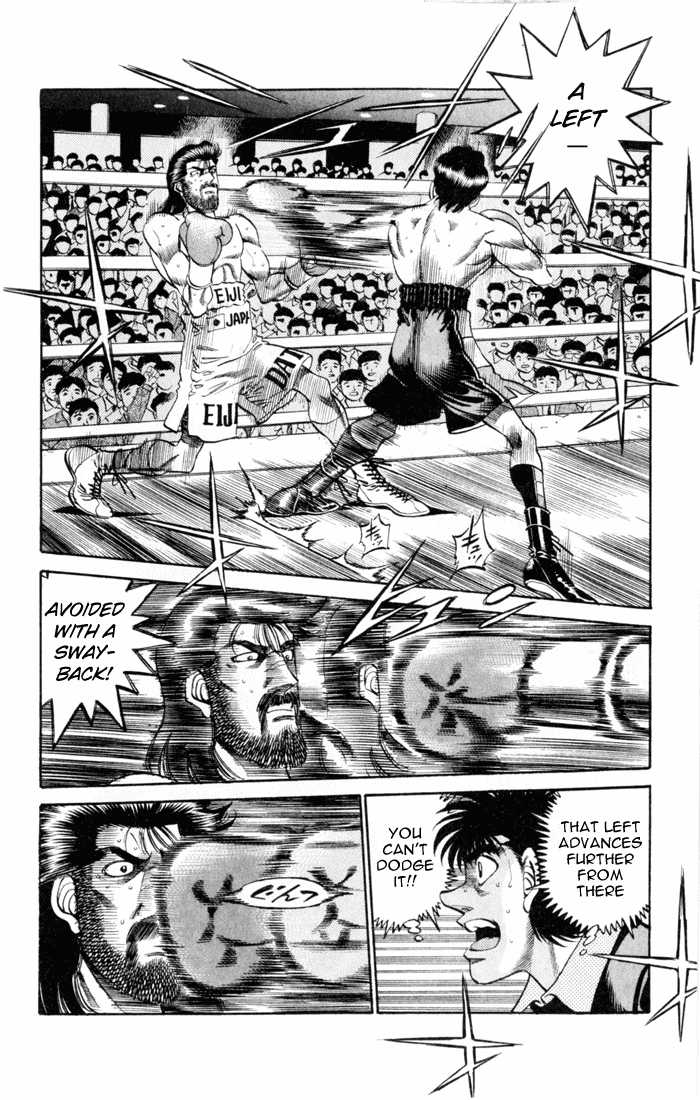 A
LEFT
—
EIJI
JAPA
DAT
EIJI
AVOIDED
WITH A
SWAY-
BACK!
THAT LEFT
ADVANCES
FURTHER
FROM
THERE
YOU
CAN'T
DODGE
IT!!